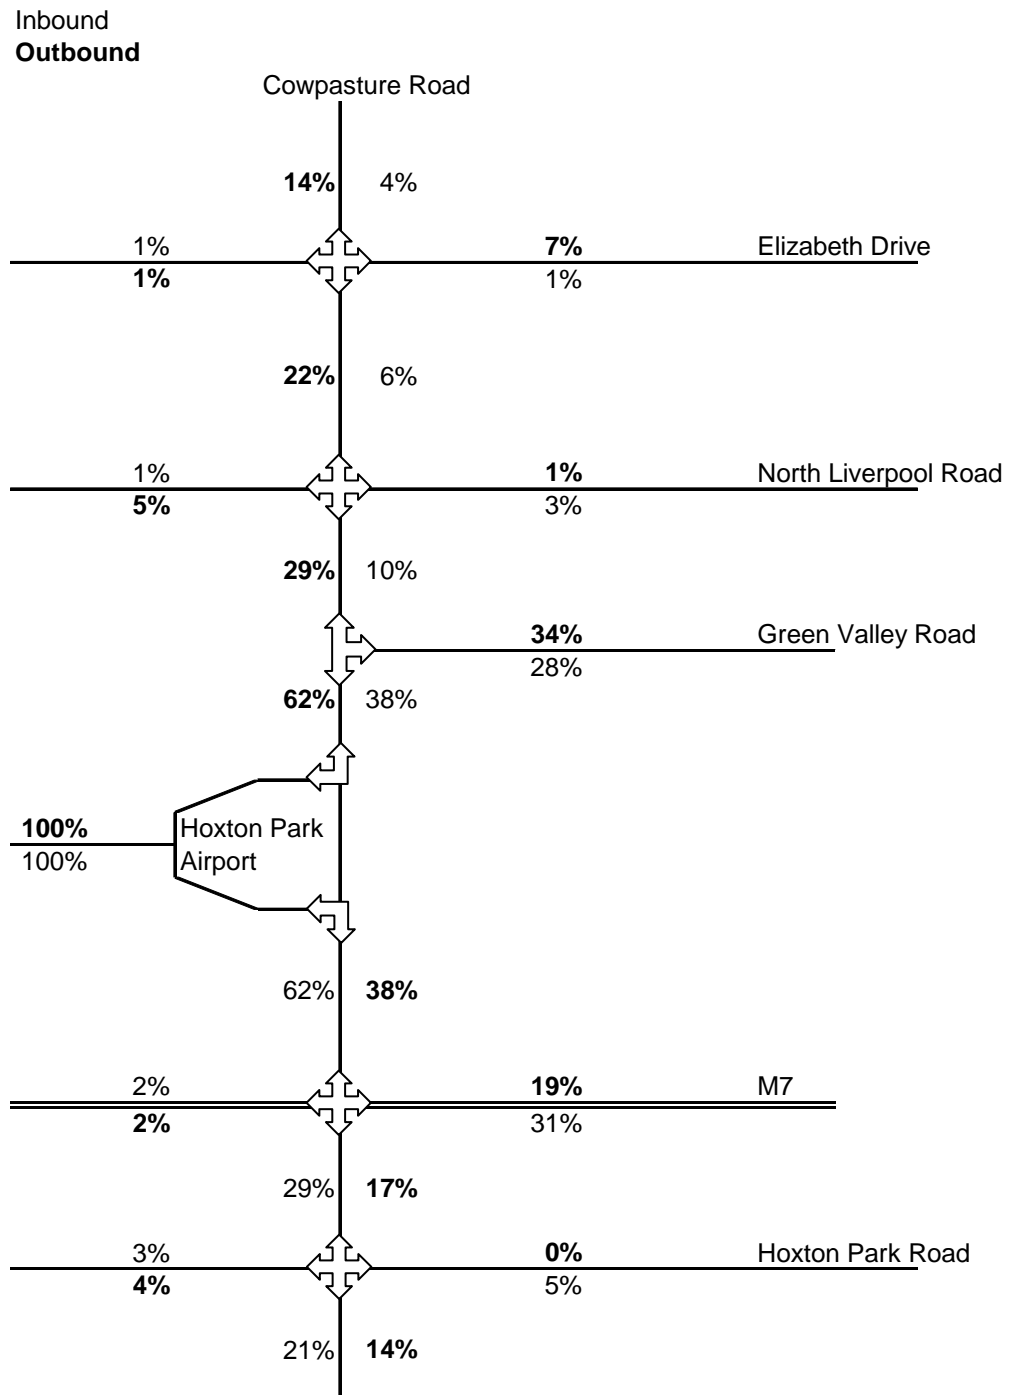 Inbound
Outbound
Cowpasture Road
14% 4%
1% 7% Elizabeth Drive
1% 1%
22% 6%
1% 1% North Liverpool Road
5% 3%
29% 10%
34% Green Valley Road
28%
62% 38%
100% Hoxton Park
100% Airport
62% 38%
2% 19% M7
2% 31%
29% 17%
3% 0% Hoxton Park Road
4% 5%
21% 14%